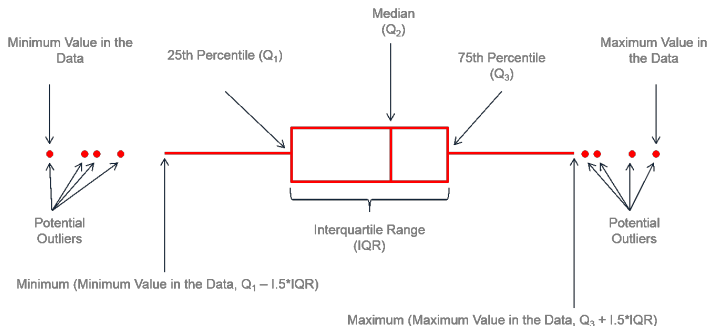 Median
(Q2)
Minimum Value in the
Data
Maximum Value in
the Data
25th Percentile (Q1)
75th Percentile
(Q3)
Potential
Outliers
Interquartile Range
(IQR)
Potential
Outliers
Minimum (Minimum Value in the Data, Q1 – I.5*IQR)
Maximum (Maximum Value in the Data, Q3 + I.5*IQR)